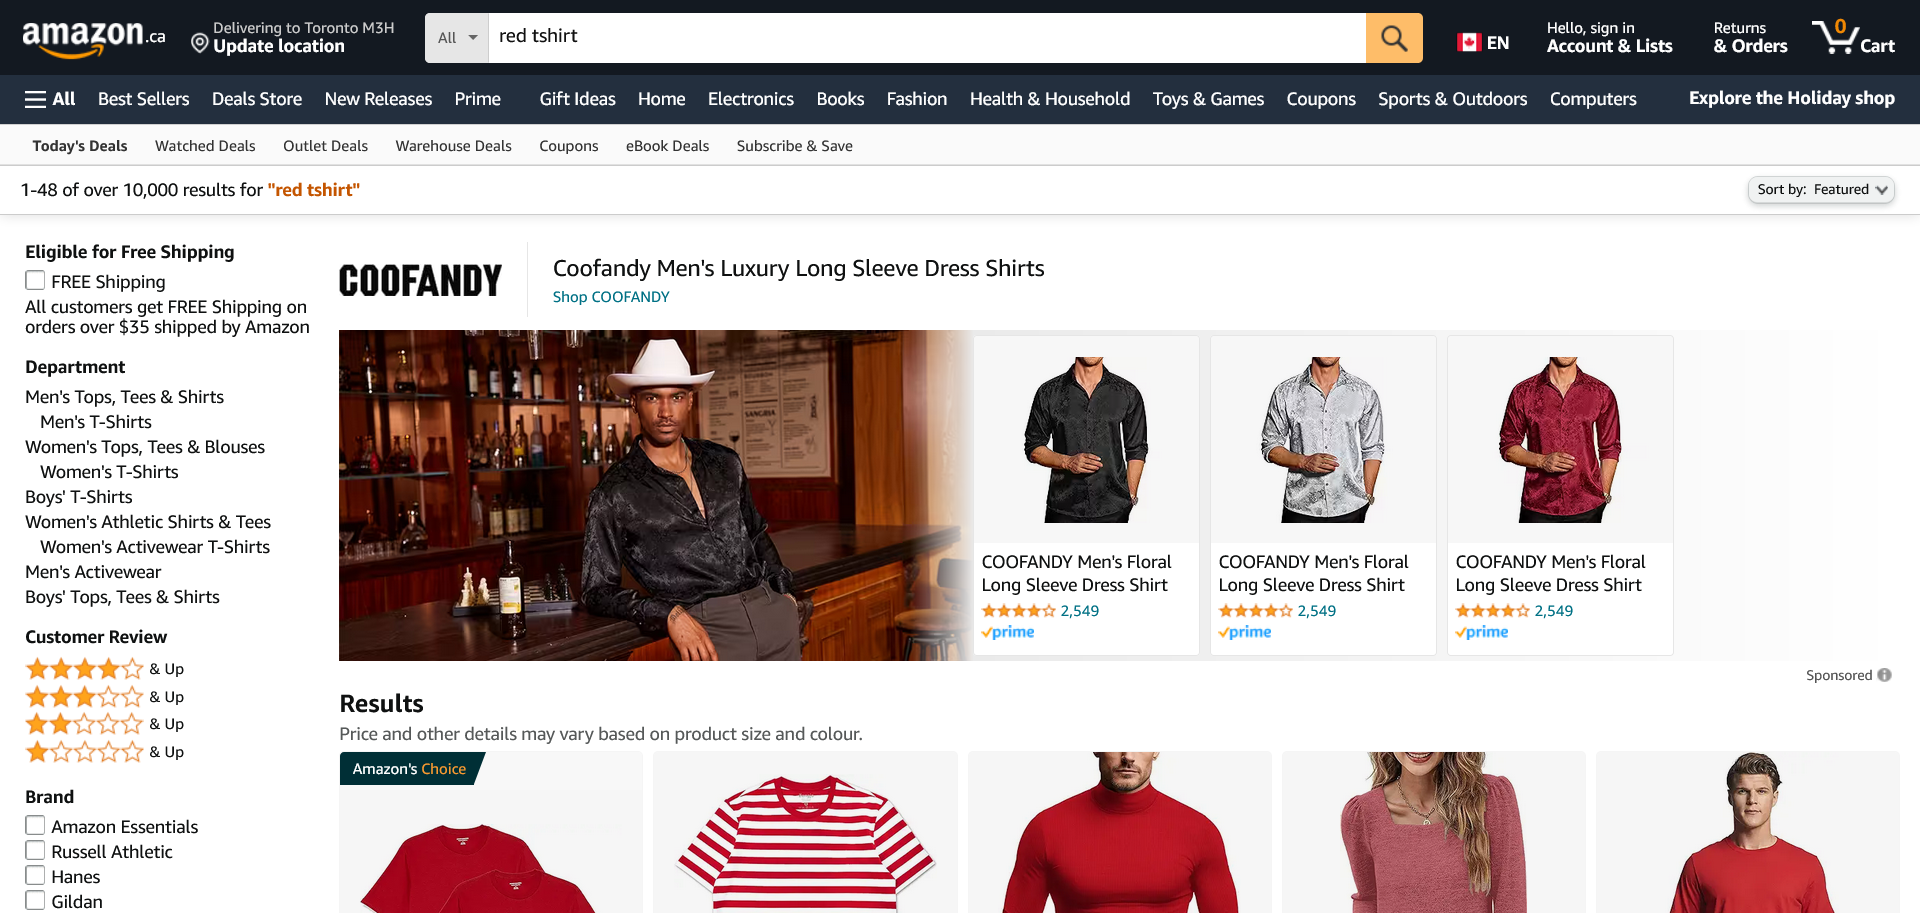 amazon.ca
Delivering to Toronto M3H
Update location
All
red tshirt
EN
Hello, sign in
Account & Lists
Returns
& Orders
0
Cart
All
Best Sellers
Deals Store
New Releases
Prime
Gift Ideas
Home
Electronics
Books
Fashion
Health & Household
Toys & Games
Coupons
Sports & Outdoors
Computers
Explore the Holiday shop
Today's Deals
Watched Deals
Outlet Deals
Warehouse Deals
Coupons
eBook Deals
Subscribe & Save
1-48 of over 10,000 results for "red tshirt"
Sort by: Featured
Eligible for Free Shipping
FREE Shipping
All customers get FREE Shipping on
orders over $35 shipped by Amazon
Department
Men's Tops, Tees & Shirts
Men's T-Shirts
Women's Tops, Tees & Blouses
Women's T-Shirts
Boys' T-Shirts
Women's Athletic Shirts & Tees
Women's Activewear T-Shirts
Men's Activewear
Boys' Tops, Tees & Shirts
Customer Review
& Up
& Up
& Up
& Up
Brand
Amazon Essentials
Russell Athletic
Hanes
Gildan
COOFANDY
Coofandy Men's Luxury Long Sleeve Dress Shirts
Shop COOFANDY
SANGRIA
COOFANDY Men's Floral
Long Sleeve Dress Shirt
2,549
prime
COOFANDY Men's Floral
Long Sleeve Dress Shirt
2,549
prime
COOFANDY Men's Floral
Long Sleeve Dress Shirt
2,549
prime
Sponsored
Results
Price and other details may vary based on product size and colour.
Amazon's Choice